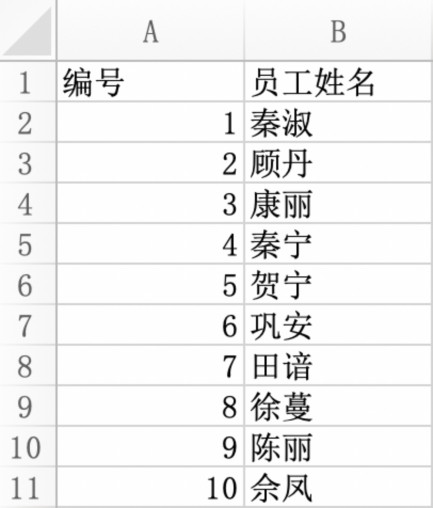 A B
1 编号 员工姓名
2 1 秦淑
3 2 顾丹
4 3 康丽
5 4 秦宁
6 5 贺宁
7 6 巩安
8 7 田谙
9 8 徐蔓
10 9 陈丽
11 10 佘凤